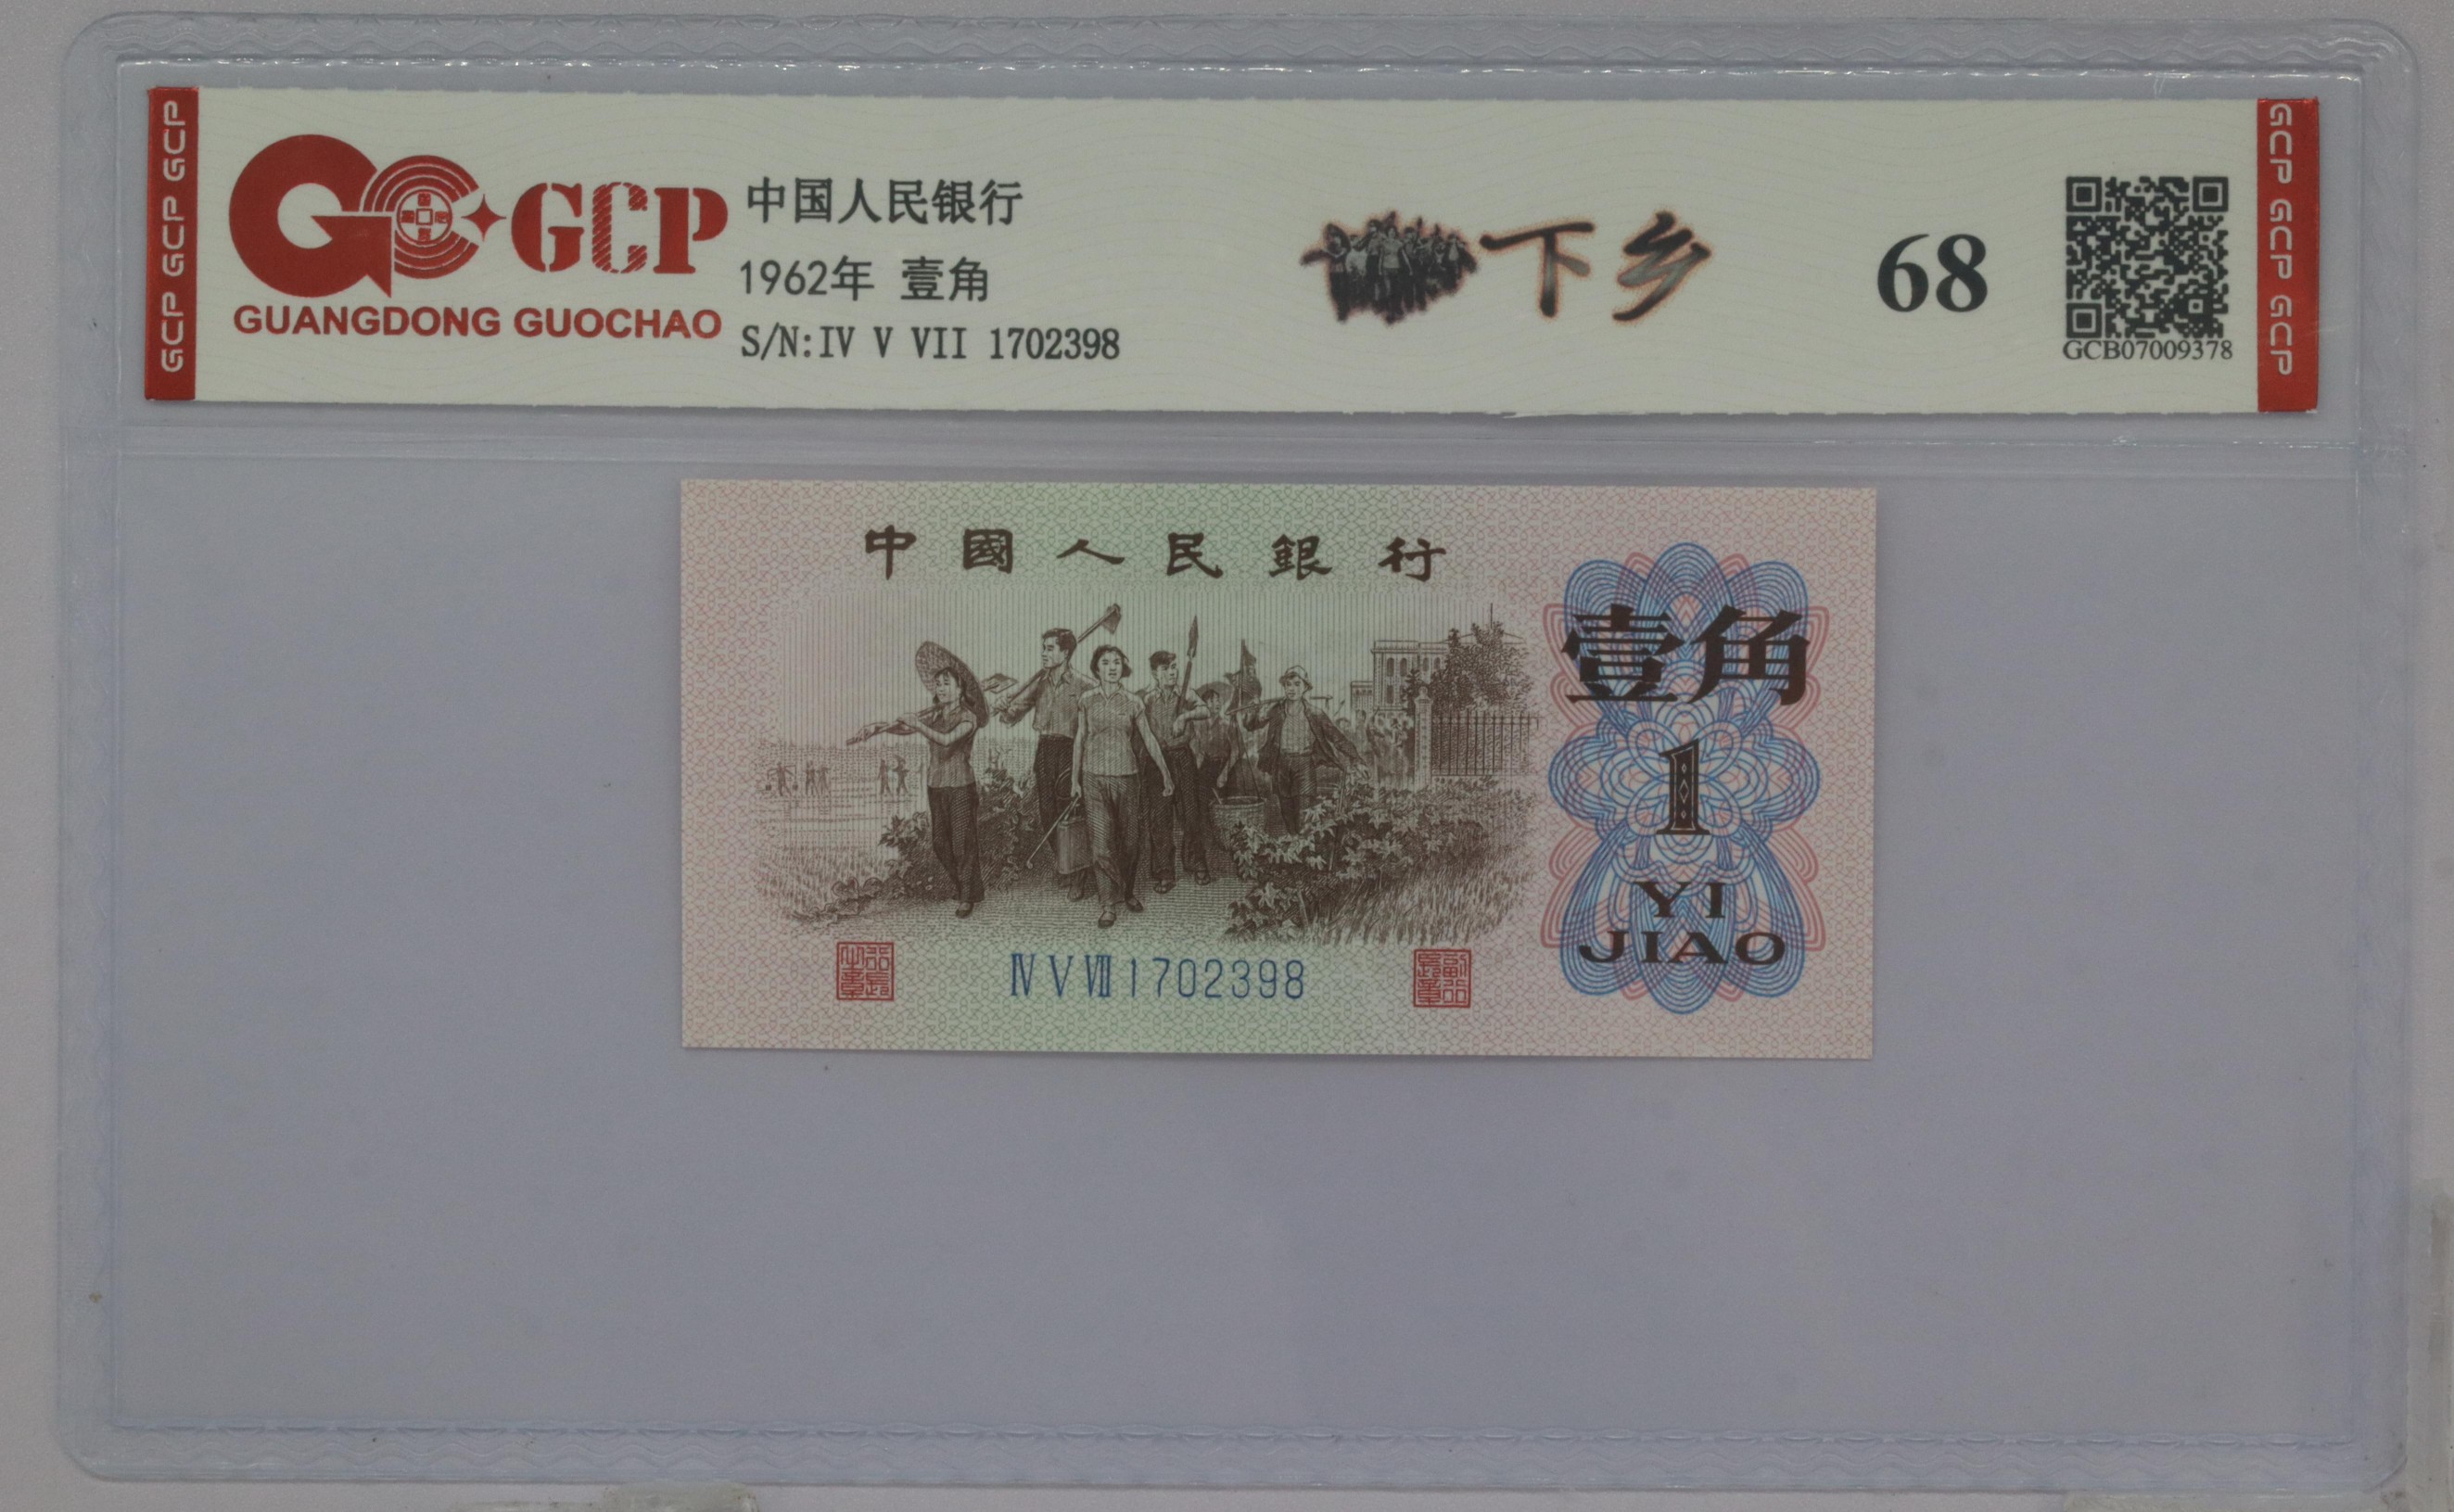 GCP GCP GCP
GCP
GUANGDONG GUOCHAO
中国人民银行
1962年 壹角
S/N:IV V VII 1702398
下乡
68
GCB07009378
GCP GCP GCP
中國人民銀行
壹角
1
YI
JIAO
Ⅳ Ⅴ Ⅶ 1702398